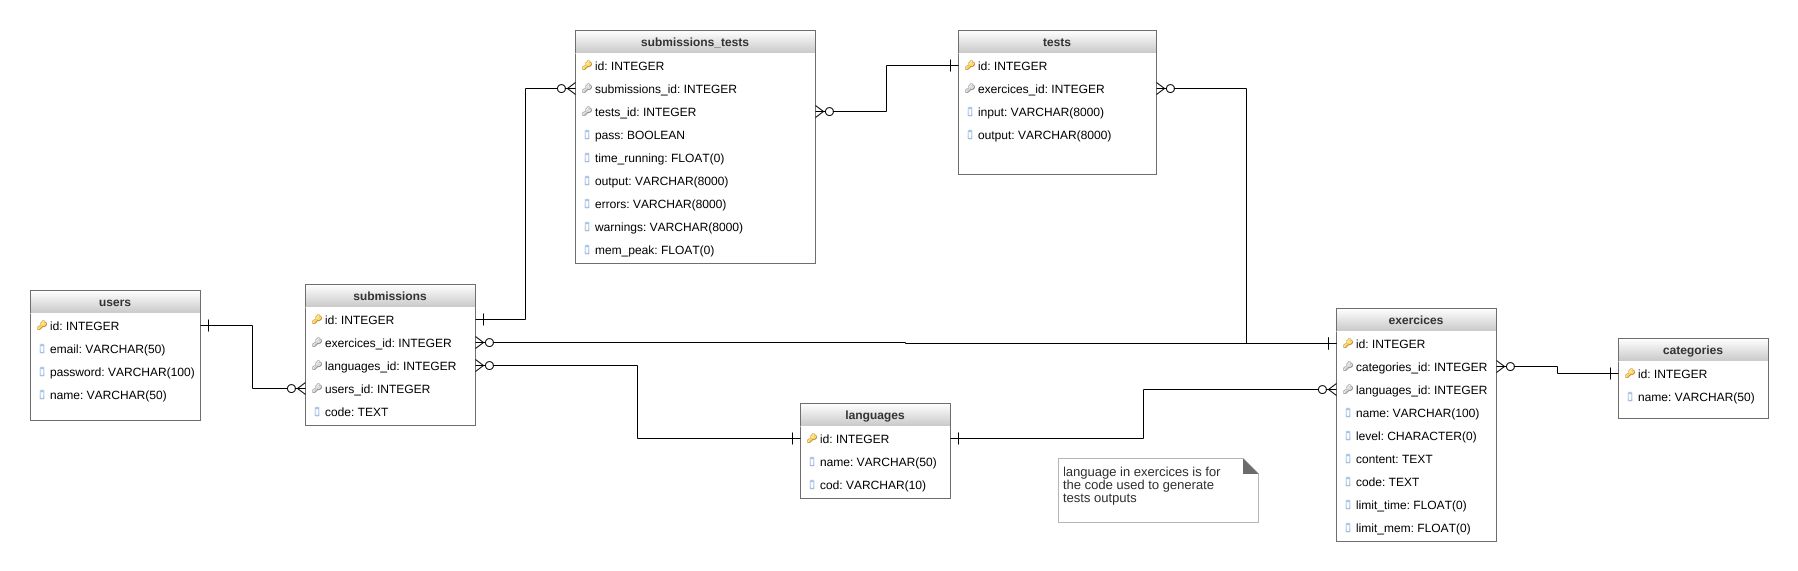 submissions_tests
id: INTEGER
submissions_id: INTEGER
tests_id: INTEGER
pass: BOOLEAN
time_running: FLOAT(0)
output: VARCHAR(8000)
errors: VARCHAR(8000)
warnings: VARCHAR(8000)
mem_peak: FLOAT(0)
tests
id: INTEGER
exercices_id: INTEGER
input: VARCHAR(8000)
output: VARCHAR(8000)
users
id: INTEGER
email: VARCHAR(50)
password: VARCHAR(100)
name: VARCHAR(50)
submissions
id: INTEGER
exercices_id: INTEGER
languages_id: INTEGER
users_id: INTEGER
code: TEXT
languages
id: INTEGER
name: VARCHAR(50)
cod: VARCHAR(10)
language in exercices is for
the code used to generate
tests outputs
exercices
id: INTEGER
categories_id: INTEGER
languages_id: INTEGER
name: VARCHAR(100)
level: CHARACTER(0)
content: TEXT
code: TEXT
limit_time: FLOAT(0)
limit_mem: FLOAT(0)
categories
id: INTEGER
name: VARCHAR(50)